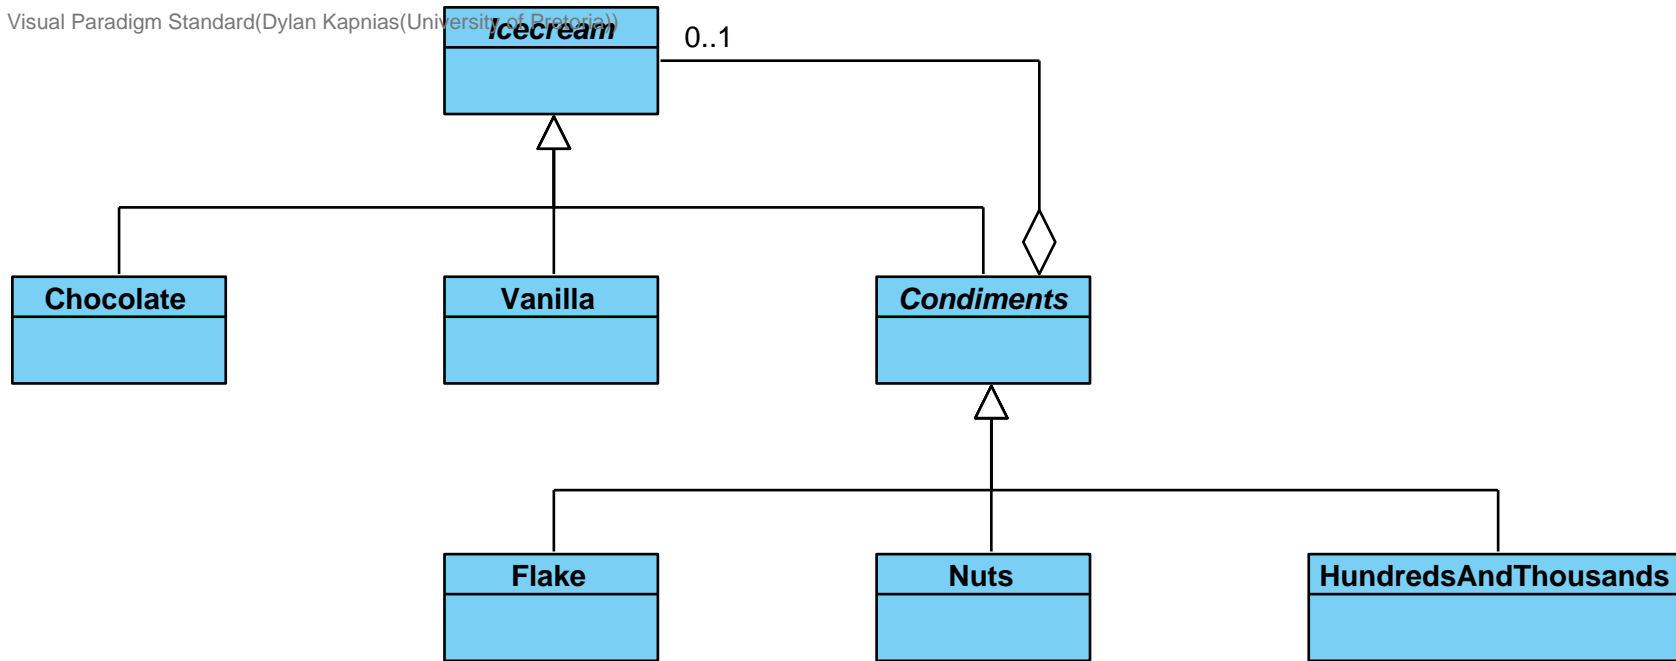 Visual Paradigm Standard(Dylan Kapnias(University of Pretoria))
Icecream
0..1
Chocolate
Vanilla
Condiments
Flake
Nuts
HundredsAndThousands